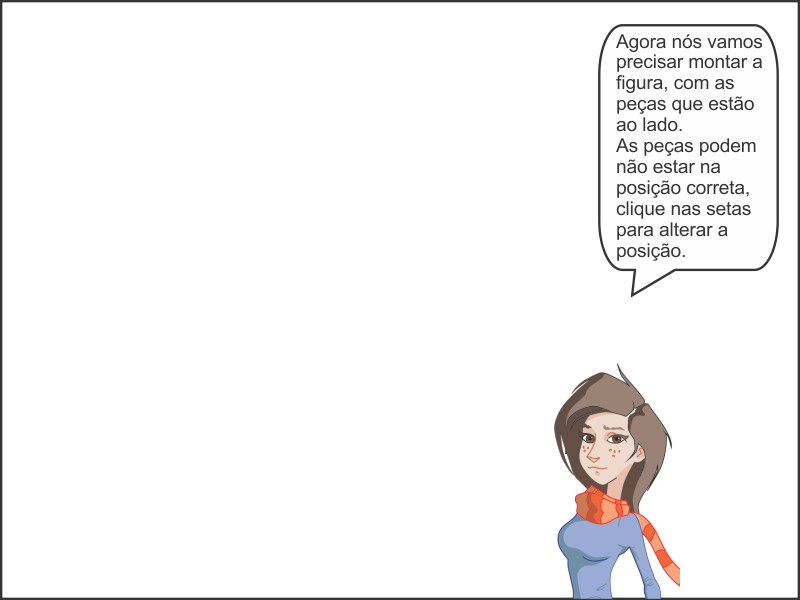 Agora nós vamos
precisar montar a
figura, com as
peças que estão
ao lado.
As peças podem
não estar na
posição correta,
clique nas setas
para alterar a
posição.